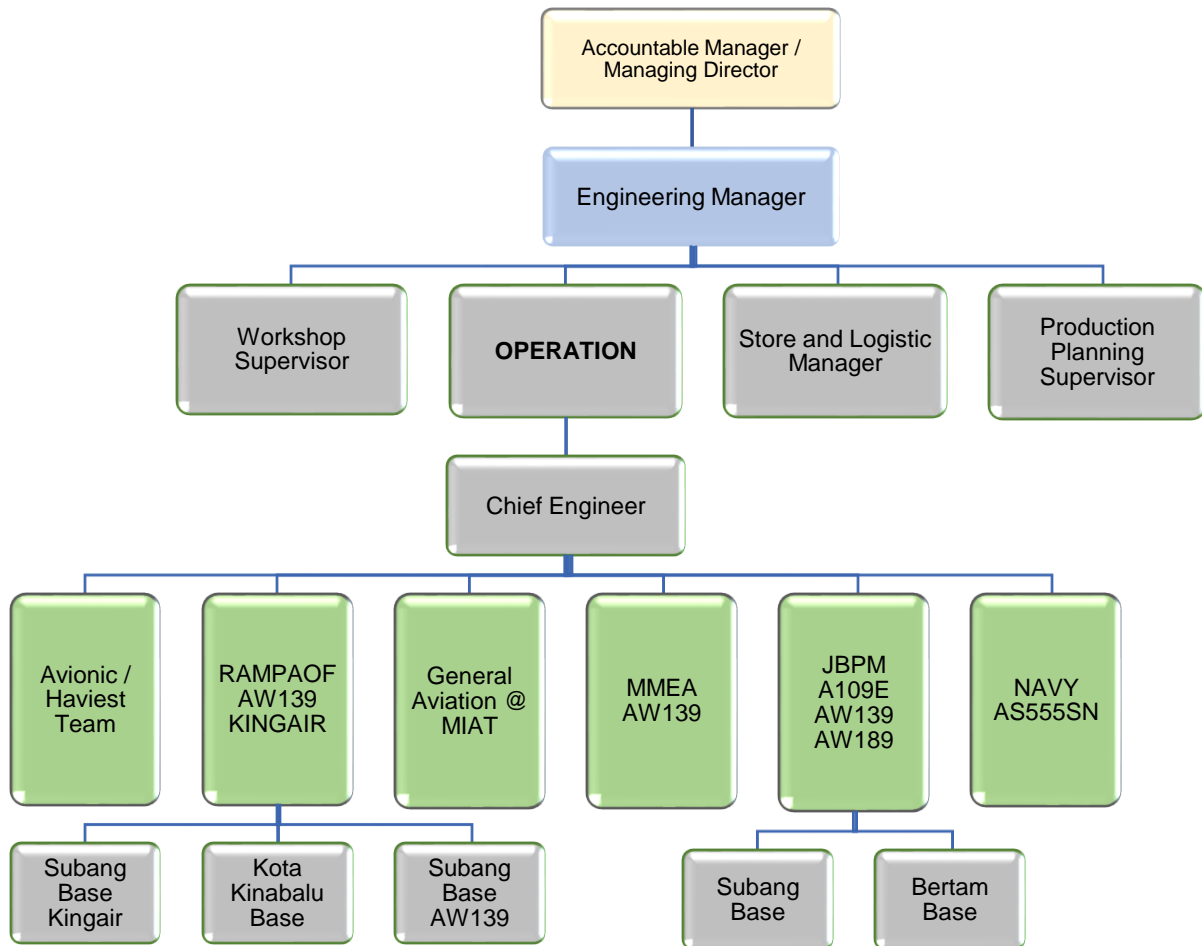 Accountable Manager /
Managing Director
Engineering Manager
Workshop
Supervisor
OPERATION
Store and Logistic
Manager
Production
Planning
Supervisor
Chief Engineer
Avionic /
Haviest
Team
RAMPAOF
AW139
KINGAIR
General
Aviation @
MIAT
MMEA
AW139
JBPM
A109E
AW139
AW189
NAVY
AS555SN
Subang
Base
Kingair
Kota
Kinabalu
Base
Subang
Base
AW139
Subang
Base
Bertam
Base